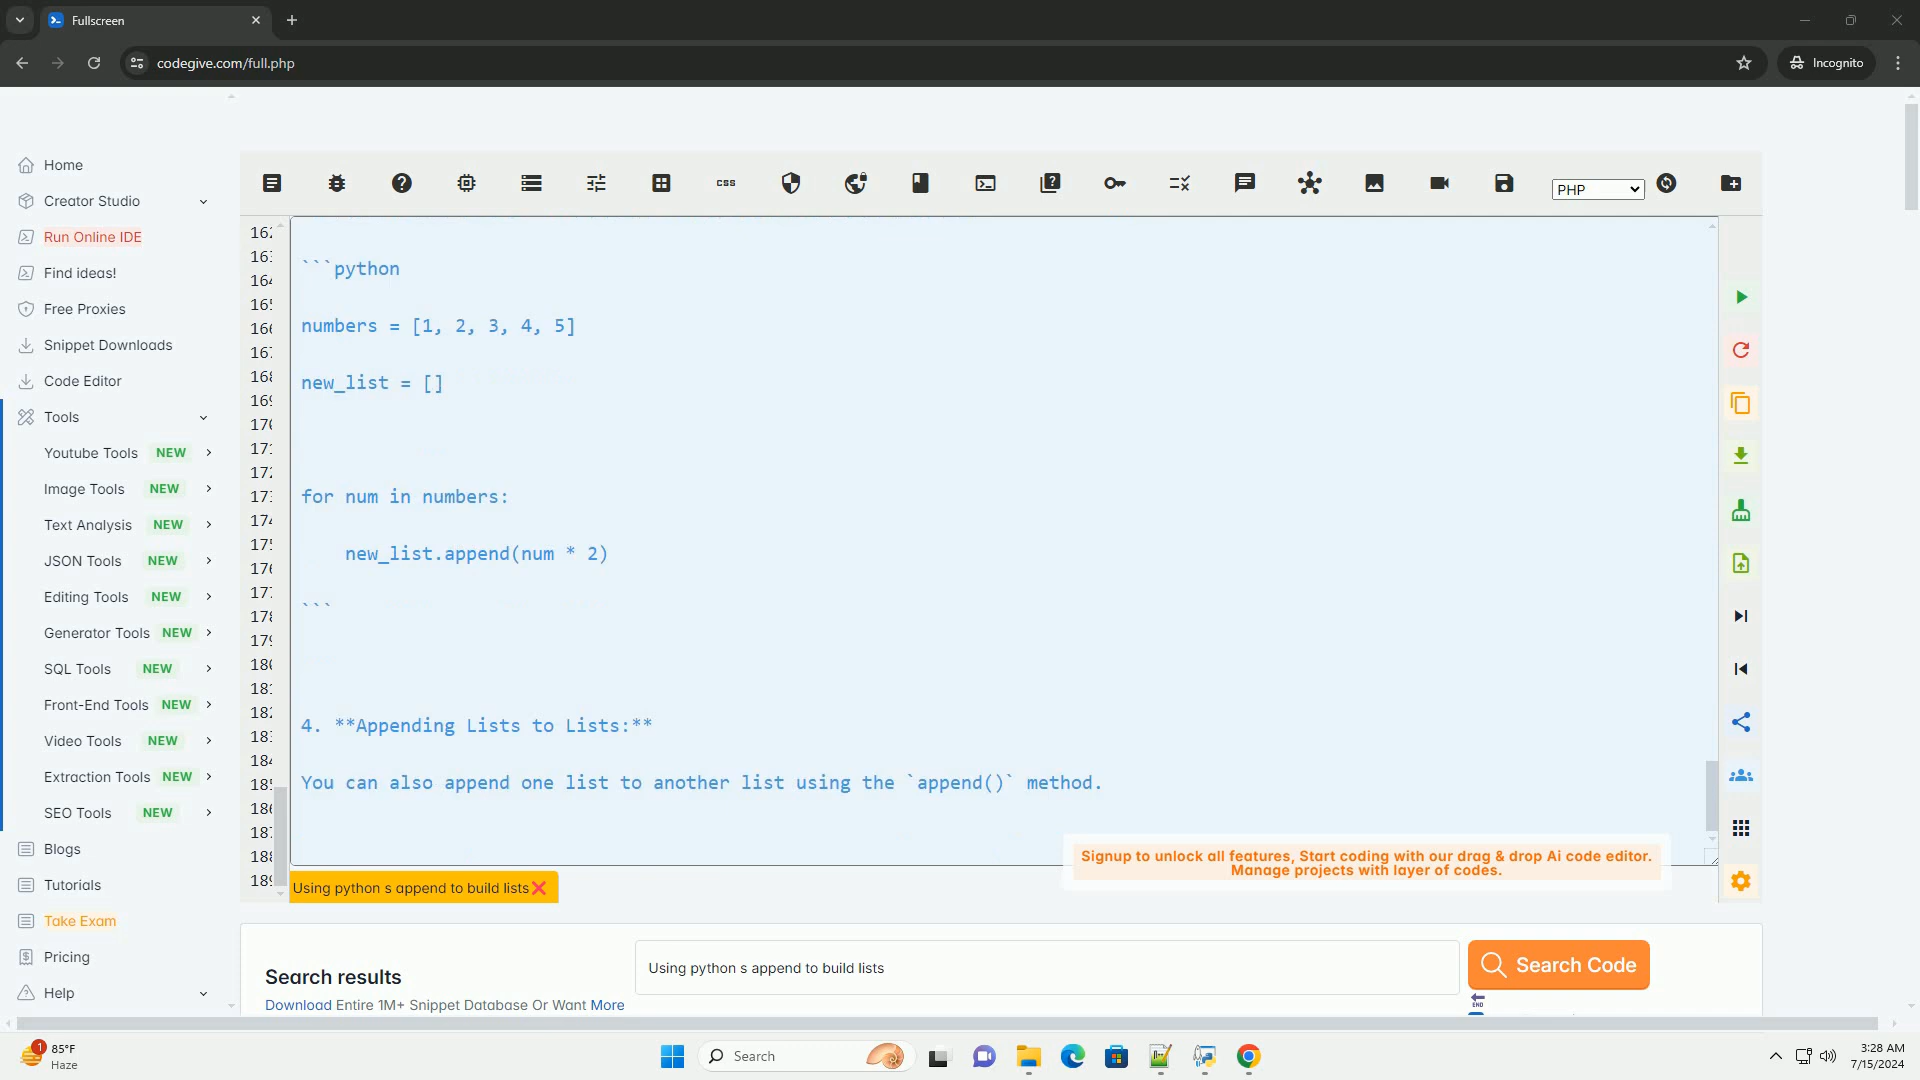 Fullscreen
codegive.com/full.php
Incognito
Home
Creator Studio
Run Online IDE
Find ideas!
Free Proxies
Snippet Downloads
Code Editor
Tools
Youtube Tools NEW
Image Tools NEW
Text Analysis NEW
JSON Tools NEW
Editing Tools NEW
Generator Tools NEW
SQL Tools NEW
Front-End Tools NEW
Video Tools NEW
Extraction Tools NEW
SEO Tools NEW
Blogs
Tutorials
Take Exam
Pricing
Help
css
PHP
```python
numbers = [1, 2, 3, 4, 5]
new_list = []
for num in numbers:
new_list.append(num * 2)
```
4. **Appending Lists to Lists:**
You can also append one list to another list using the `append()` method.
Signup to unlock all features, Start coding with our drag & drop Ai code editor.
Manage projects with layer of codes.
Using python s append to build lists
Search results
Download Entire 1M+ Snippet Database Or Want More
Using python s append to build lists
Search Code
END
1
85°F
Haze
Search
3:28 AM
7/15/2024